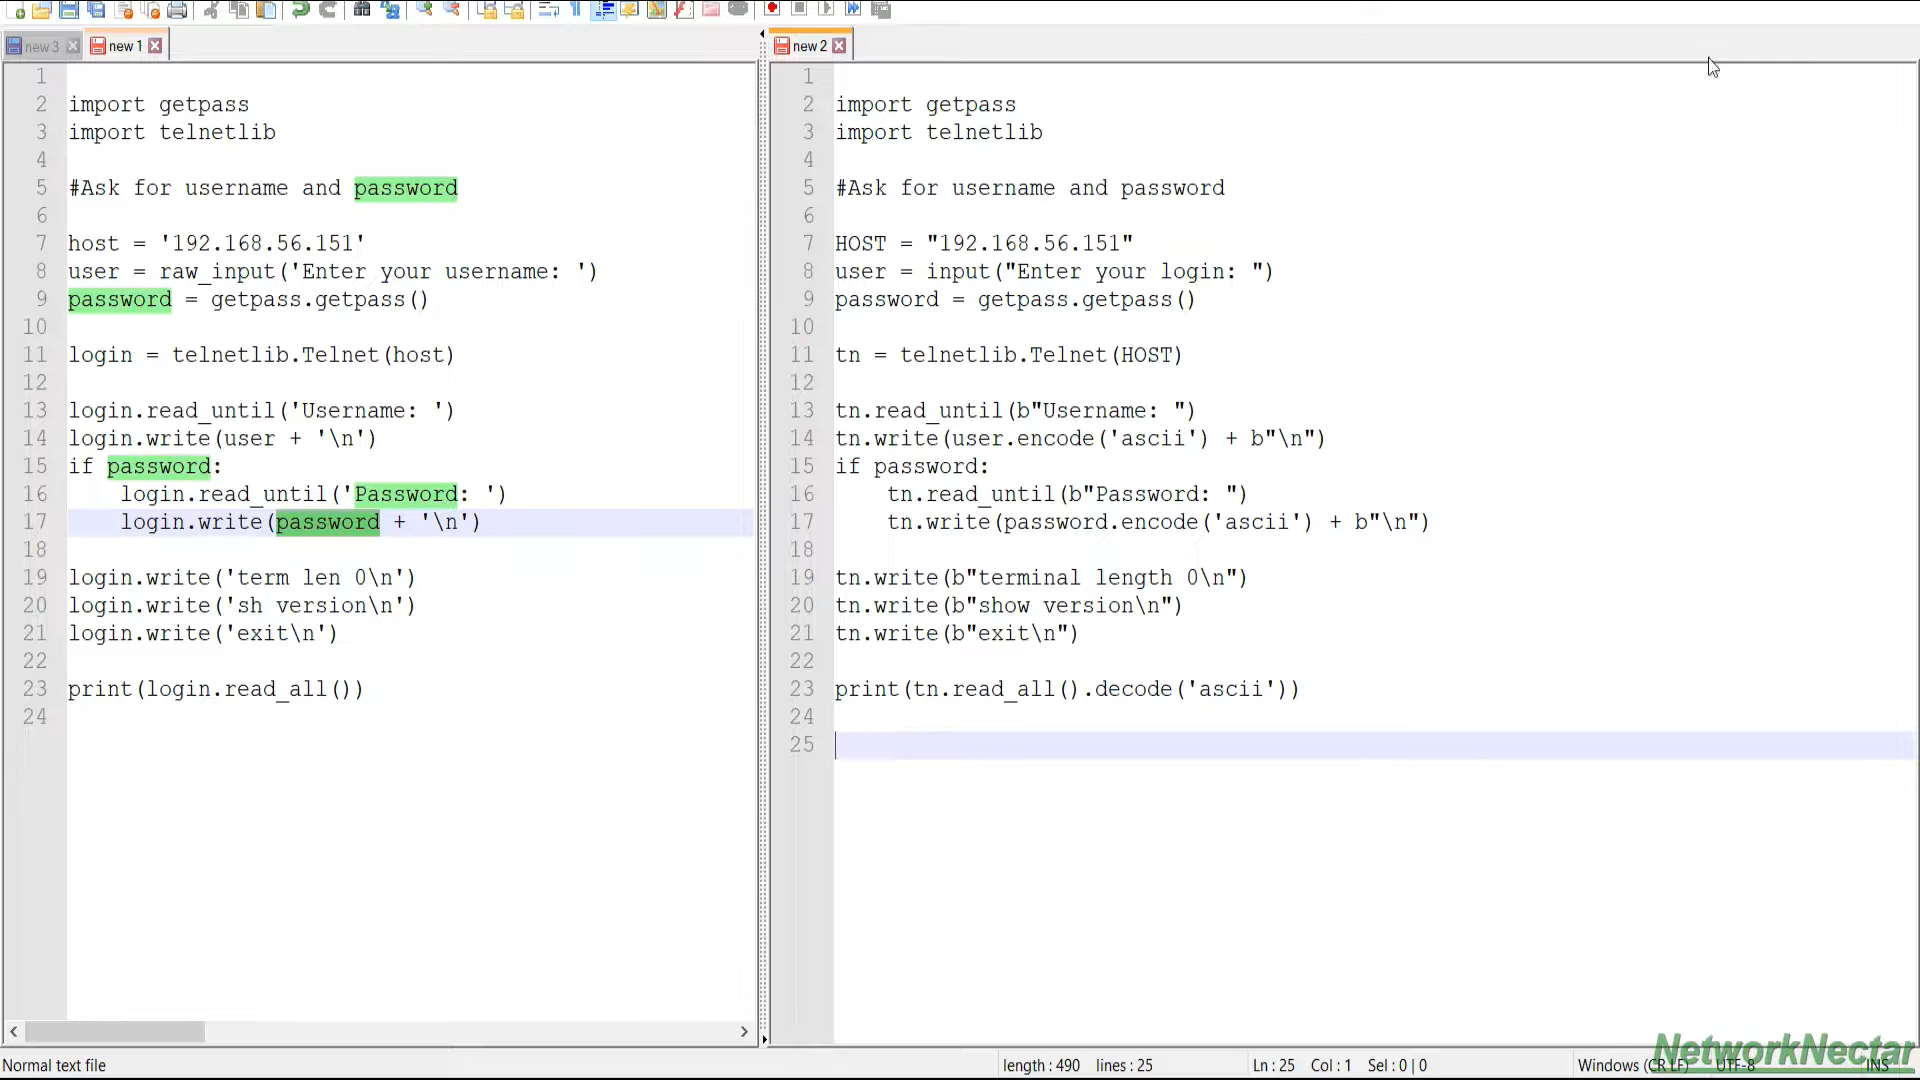 new 3
new 1
1
2 import getpass
3 import telnetlib
4
5 #Ask for username and password
6
7 host = '192.168.56.151'
8 user = raw_input('Enter your username: ')
9 password = getpass.getpass()
10
11 login = telnetlib.Telnet(host)
12
13 login.read_until('Username: ')
14 login.write(user + '\n')
15 if password:
16     login.read_until('Password: ')
17     login.write(password + '\n')
18
19 login.write('term len 0\n')
20 login.write('sh version\n')
21 login.write('exit\n')
22
23 print(login.read_all())
24
new 2
1
2 import getpass
3 import telnetlib
4
5 #Ask for username and password
6
7 HOST = "192.168.56.151"
8 user = input("Enter your login: ")
9 password = getpass.getpass()
10
11 tn = telnetlib.Telnet(HOST)
12
13 tn.read_until(b"Username: ")
14 tn.write(user.encode('ascii') + b"\n")
15 if password:
16     tn.read_until(b"Password: ")
17     tn.write(password.encode('ascii') + b"\n")
18
19 tn.write(b"terminal length 0\n")
20 tn.write(b"show version\n")
21 tn.write(b"exit\n")
22
23 print(tn.read_all().decode('ascii'))
24
25
Normal text file length : 490 lines : 25 Ln : 25 Col : 1 Sel : 0 | 0 Windows (CR LF) UTF-8 INS
NetworkNectar